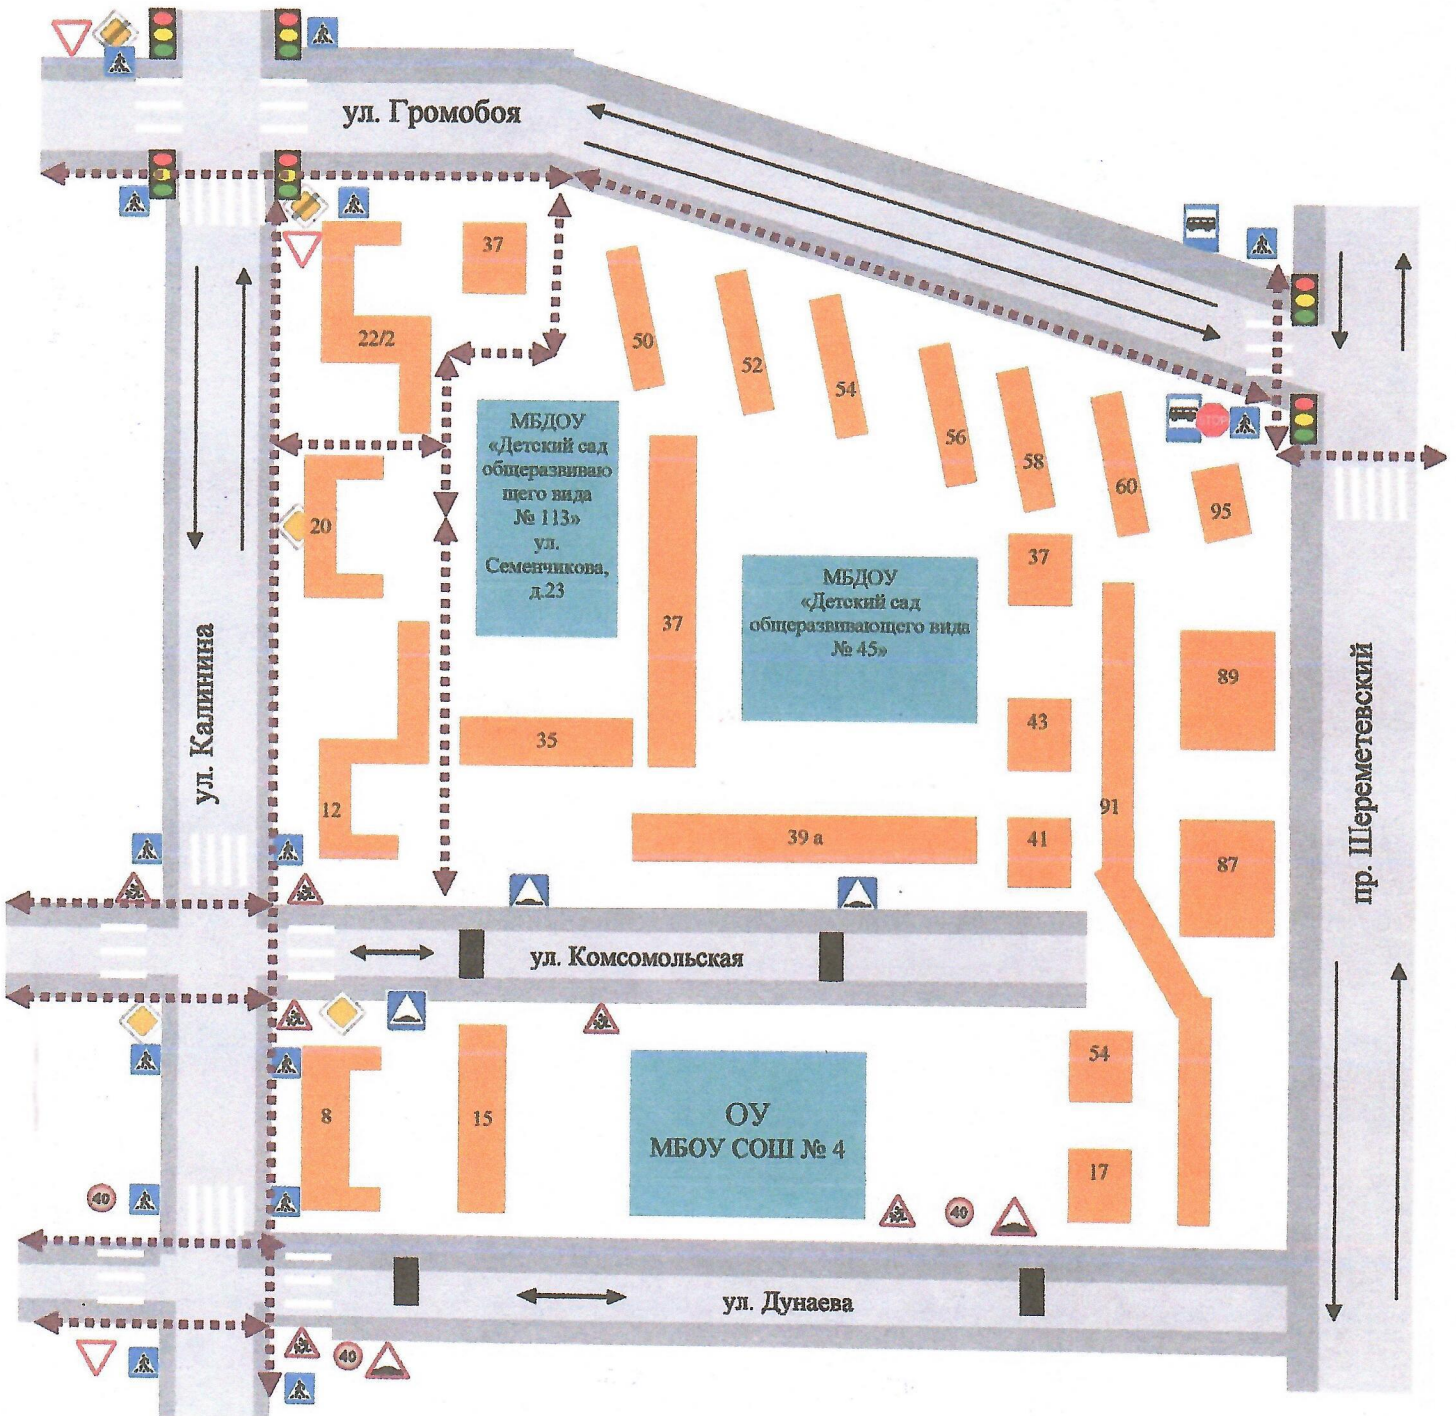 ул. Громобоя
37
22/2
50
52
54
56
58
60
95
STOP
МБДОУ
«Детский сад
общеразвиваю
щего вида
№ 113»
ул.
Семенчикова,
д.23
20
37
37
МБДОУ
«Детский сад
общеразвивающего вида
№ 45»
89
43
35
ул. Калинина
пр. Шереметевский
12
91
39 а
41
87
ул. Комсомольская
54
8
15
ОУ
МБОУ СОШ № 4
17
40
40
ул. Дунаева
40